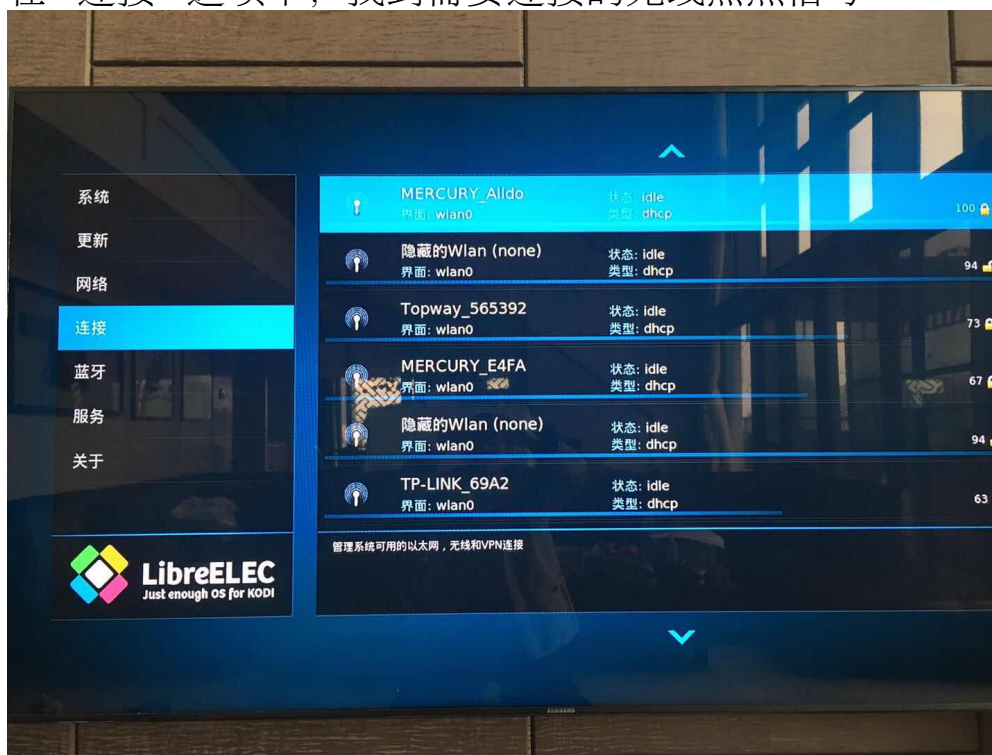 系统
更新
网络
连接
蓝牙
服务
关于
MERCURY_Alldo
界面: wlan0
状态: idle
类型: dhcp
100
隐藏的Wlan (none)
界面: wlan0
状态: idle
类型: dhcp
94
Topway_565392
界面: wlan0
状态: idle
类型: dhcp
73
MERCURY_E4FA
界面: wlan0
状态: idle
类型: dhcp
67
隐藏的Wlan (none)
界面: wlan0
状态: idle
类型: dhcp
94
TP-LINK_69A2
界面: wlan0
状态: idle
类型: dhcp
63
管理系统可用的以太网，无线和VPN连接
LibreELEC
Just enough OS for KODI
SAMSUNG